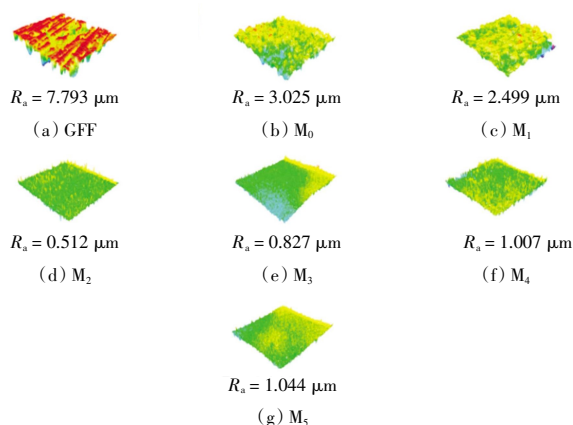 Rₐ = 7.793 μm Rₐ = 3.025 μm Rₐ = 2.499 μm
(a) GFF (b) M₀ (c) M₁
Rₐ = 0.512 μm Rₐ = 0.827 μm Rₐ = 1.007 μm
(d) M₂ (e) M₃ (f) M₄
Rₐ = 1.044 μm
(g) M₅